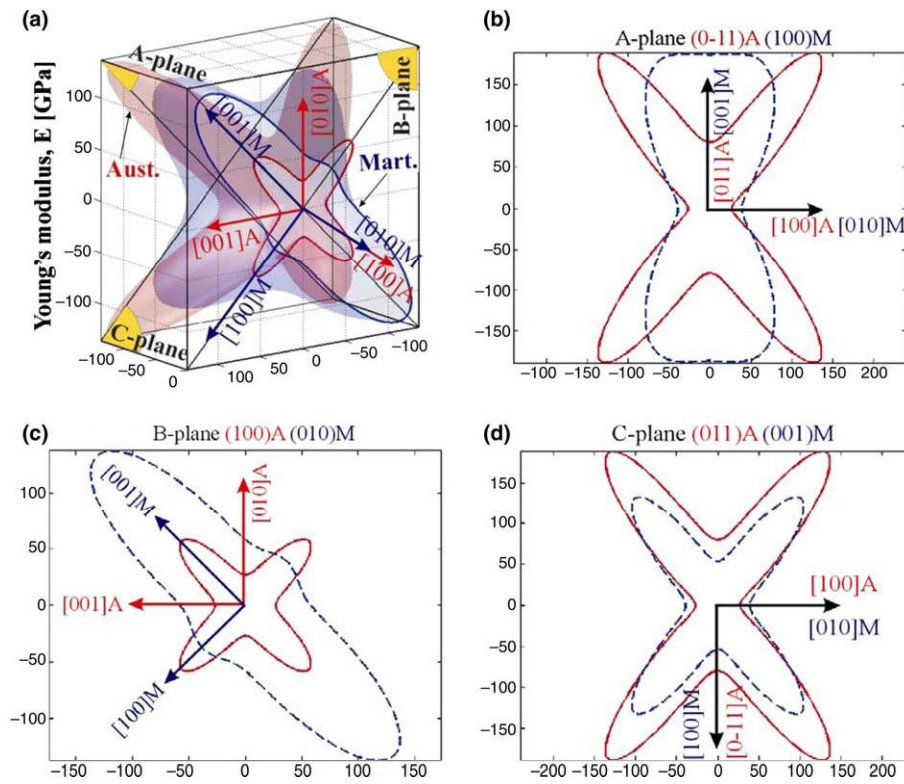 (a)
Young's modulus, E [GPa]
100
50
0
−50
−100
A-plane
B-plane
C-plane
Aust.
Mart.
[001]M
[010]A
[001]A
[010]M
[100]A
[100]M
−100
−50
0
100
50
0
−50
−100
(b)
A-plane (0-11)A (100)M
150
100
50
0
−50
−100
−150
[011]A [001]M
[100]A [010]M
−140
−100
−50
0
50
100
150
200
(c)
B-plane (100)A (010)M
100
50
0
−50
−100
[001]M
[010]A
[001]A
[100]M
−150
−100
−50
0
50
100
150
(d)
C-plane (011)A (001)M
150
100
50
0
−50
−100
−150
[100]A
[010]M
[100]M
[0-11]A
−200
−150
−100
−50
0
50
100
150
200